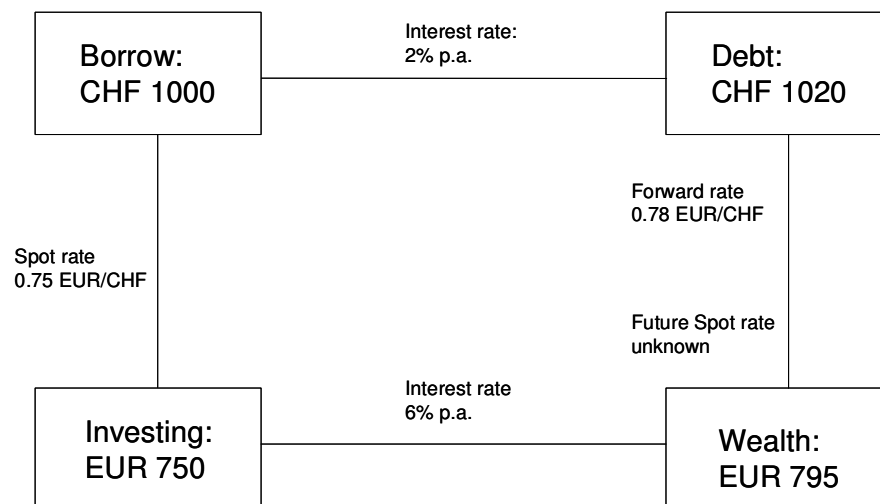 Borrow:
CHF 1000
Interest rate:
2% p.a.
Debt:
CHF 1020
Spot rate
0.75 EUR/CHF
Forward rate
0.78 EUR/CHF
Future Spot rate
unknown
Investing:
EUR 750
Interest rate
6% p.a.
Wealth:
EUR 795